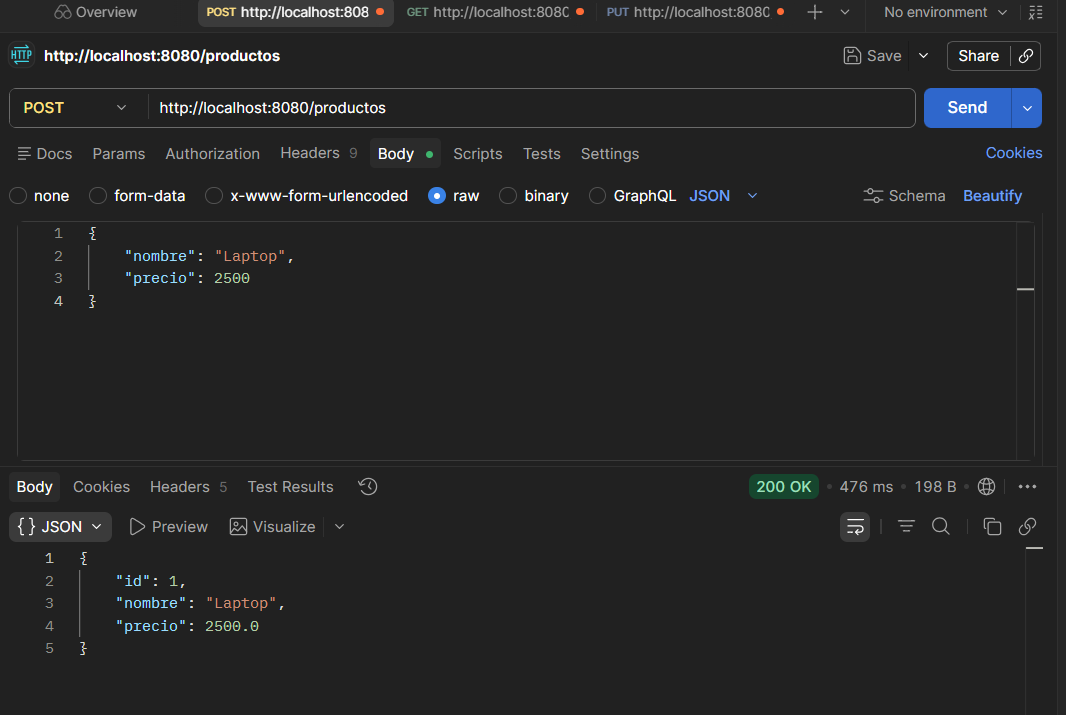 Overview POST http://localhost:808 GET http://localhost:8080 PUT http://localhost:8080 No environment
HTTP http://localhost:8080/productos Save Share
POST http://localhost:8080/productos Send
Docs Params Authorization Headers 9 Body Scripts Tests Settings Cookies
none form-data x-www-form-urlencoded raw binary GraphQL JSON Schema Beautify
1 {
2 "nombre": "Laptop",
3 "precio": 2500
4 }
Body Cookies Headers 5 Test Results 200 OK 476 ms 198 B
{} JSON Preview Visualize
1 {
2 "id": 1,
3 "nombre": "Laptop",
4 "precio": 2500.0
5 }